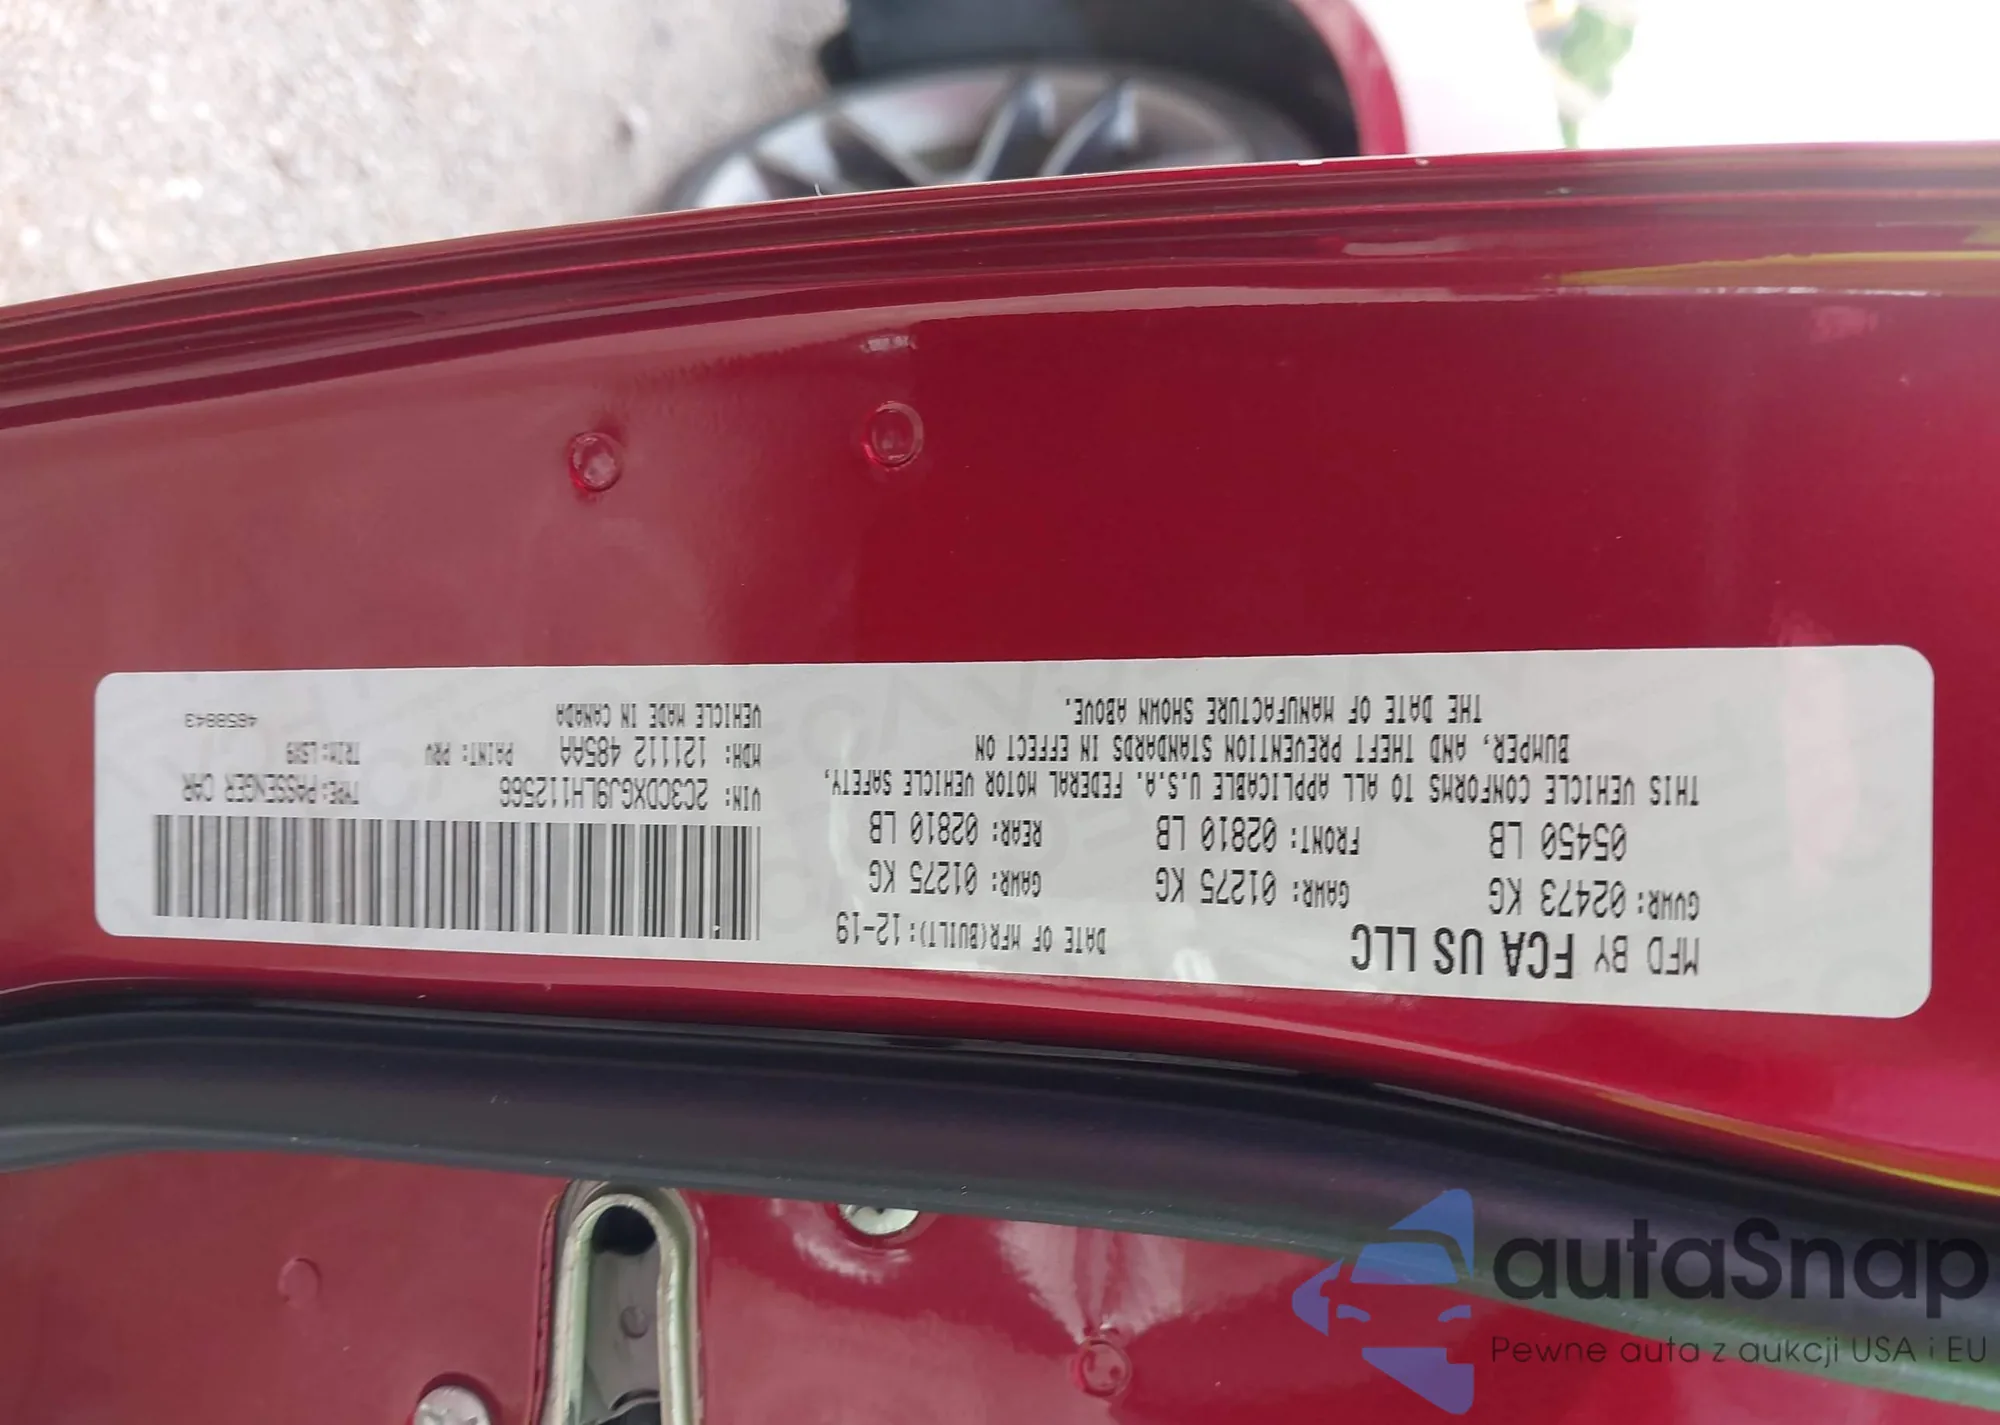 MFD BY FCA US LLC
DATE OF MFR(BUILT):12-19
GVWR: 02473 KG
GAWR: 01275 KG
GAWR: 01275 KG
05450 LB
FRONT: 02810 LB
REAR: 02810 LB
THIS VEHICLE CONFORMS TO ALL APPLICABLE U.S.A. FEDERAL MOTOR VEHICLE SAFETY,
BUMPER, AND THEFT PREVENTION STANDARDS IN EFFECT ON
THE DATE OF MANUFACTURE SHOWN ABOVE.
VIN: 2C3CDXGJ9LH112566
TYPE: PASSENGER CAR
MDH: 121112 485AA
PAINT: PRV
TRIM: LSX9
VEHICLE MADE IN CANADA
4658843
autaSnap
Pewne auta z aukcji USA i EU